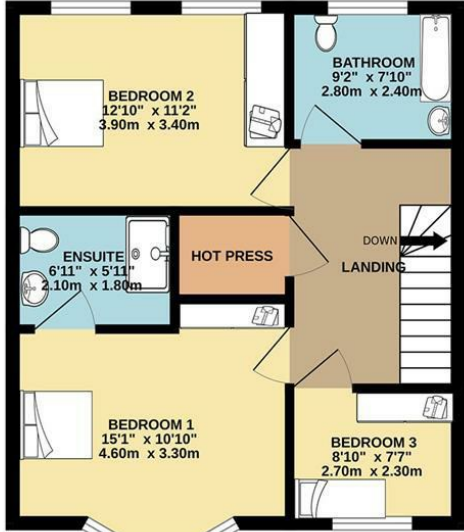 BEDROOM 2
12'10" x 11'2"
3.90m x 3.40m
BATHROOM
9'2" x 7'10"
2.80m x 2.40m
ENSUITE
6'11" x 5'11"
2.10m x 1.80m
HOT PRESS
DOWN
LANDING
BEDROOM 1
15'1" x 10'10"
4.60m x 3.30m
BEDROOM 3
8'10" x 7'7"
2.70m x 2.30m